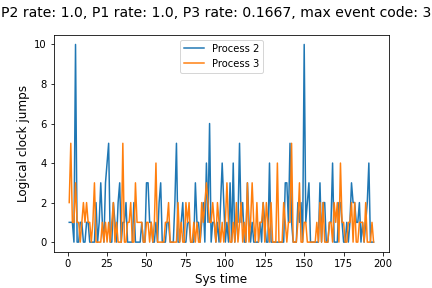 P2 rate: 1.0, P1 rate: 1.0, P3 rate: 0.1667, max event code: 3
Process 2
Process 3
Logical clock jumps
10
8
6
4
2
0
0 25 50 75 100 125 150 175 200
Sys time